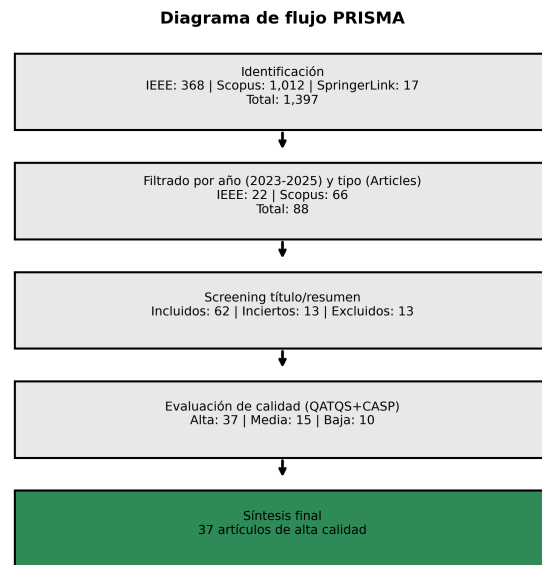 Diagrama de flujo PRISMA
Identificación
IEEE: 368 | Scopus: 1,012 | SpringerLink: 17
Total: 1,397
Filtrado por año (2023-2025) y tipo (Articles)
IEEE: 22 | Scopus: 66
Total: 88
Screening título/resumen
Incluidos: 62 | Inciertos: 13 | Excluidos: 13
Evaluación de calidad (QATQS+CASP)
Alta: 37 | Media: 15 | Baja: 10
Síntesis final
37 artículos de alta calidad